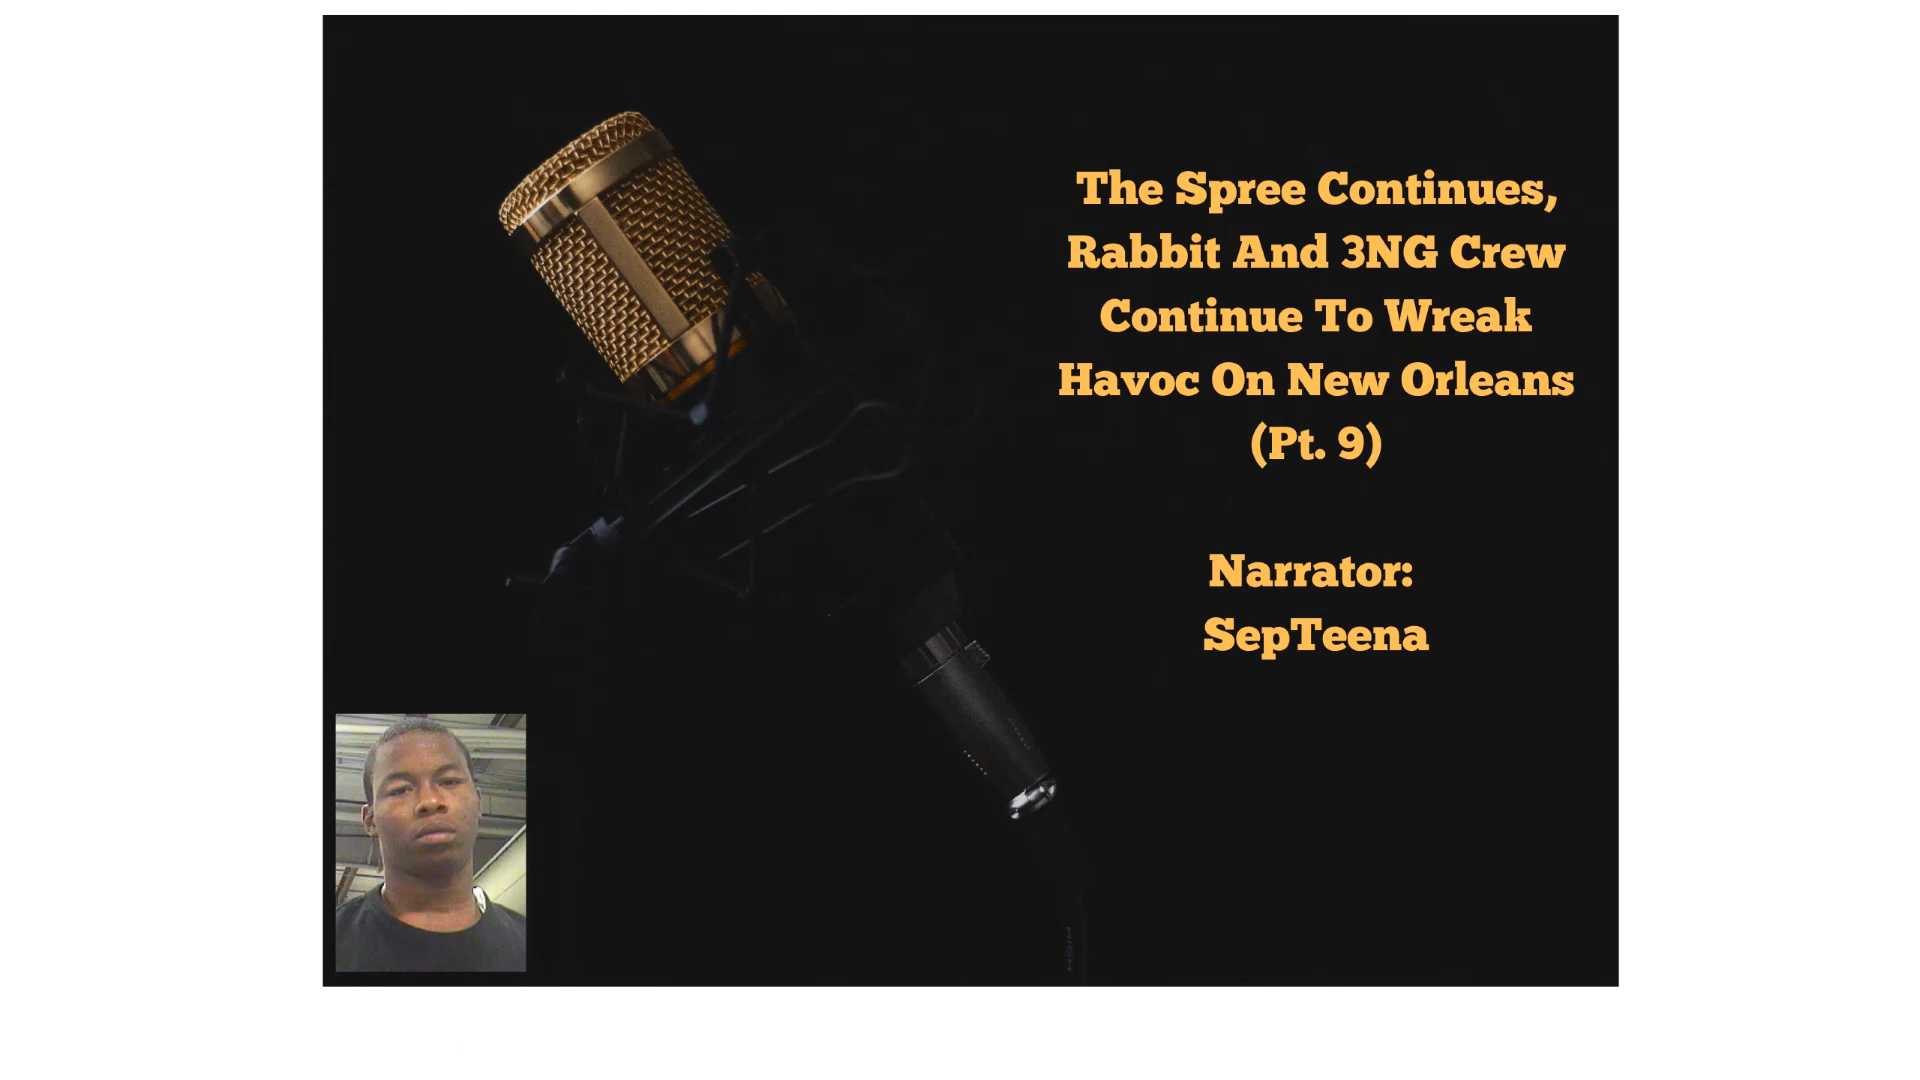 The Spree Continues,
Rabbit And 3NG Crew
Continue To Wreak
Havoc On New Orleans
(Pt. 9)
Narrator:
SepTeena